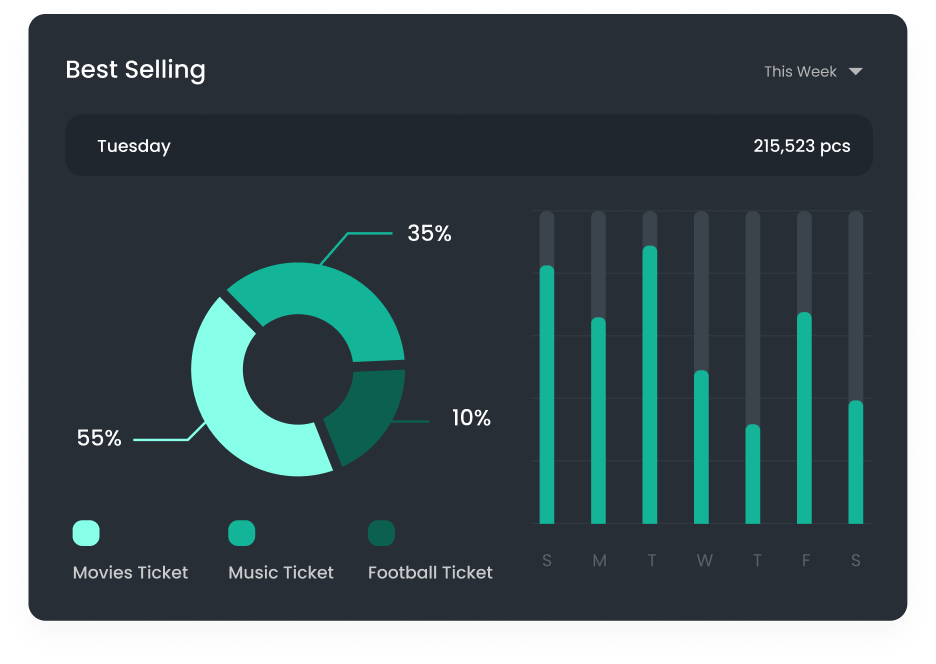 Best Selling
This Week
Tuesday
215,523 pcs
35%
10%
55%
Movies Ticket
Music Ticket
Football Ticket
S M T W T F S